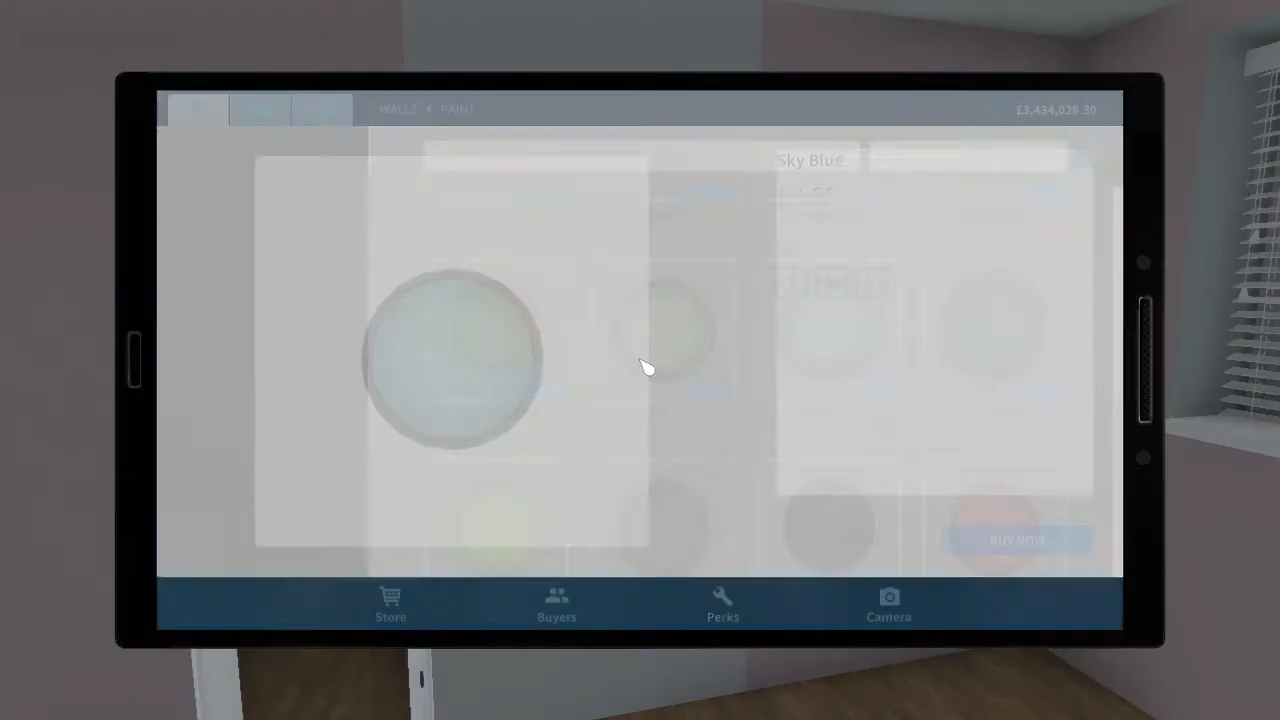 WALLS < PAINT
£3,434,028.30
Sky Blue
BUY NOW
Store
Buyers
Perks
Camera